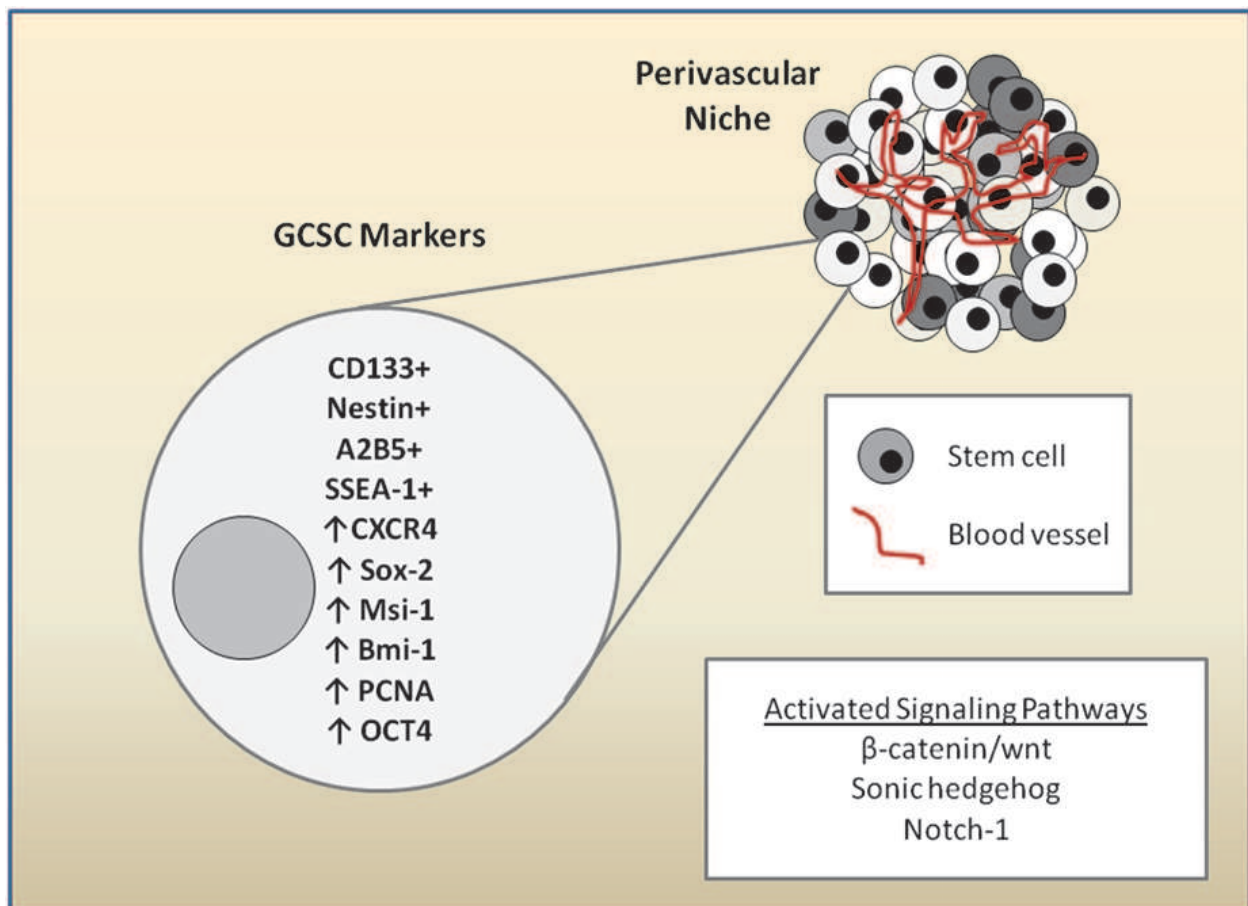 Perivascular
Niche
GCSC Markers
CD133+
Nestin+
A2B5+
SSEA-1+
↑CXCR4
↑ Sox-2
↑ Msi-1
↑ Bmi-1
↑ PCNA
↑ OCT4
Stem cell
Blood vessel
Activated Signaling Pathways
β-catenin/wnt
Sonic hedgehog
Notch-1